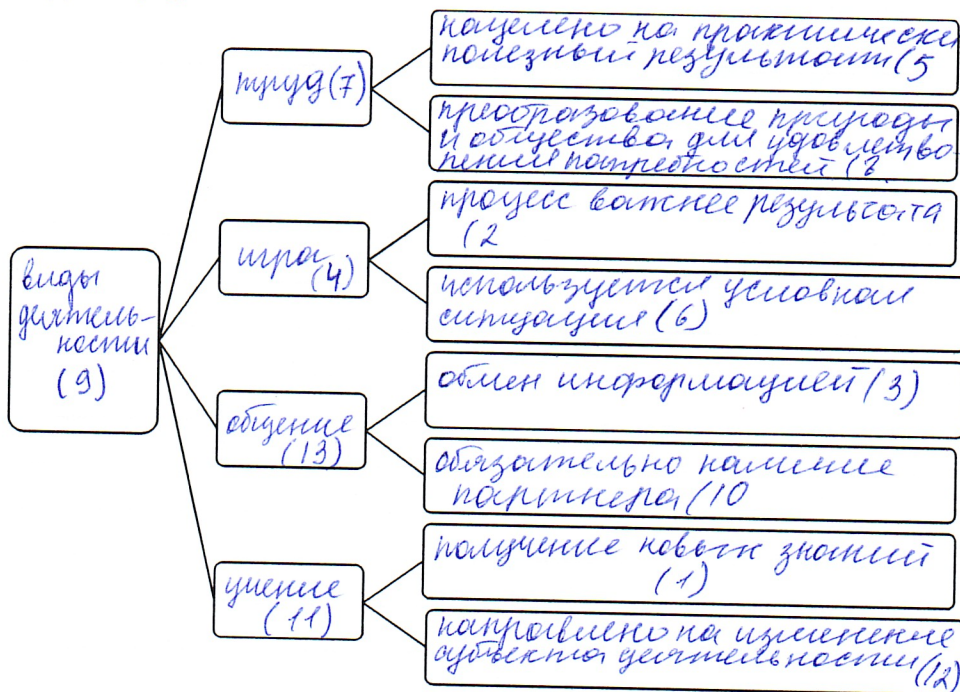 виды
деятель-
ности
(9)
труд(7)
нацелено на практически
полезный результат (5
преобразование природы
и общества для удовлетво-
рения потребностей (8
игра
(4)
процесс важнее результата
(2
используется условная
ситуация (6)
общение
(13)
обмен информацией (3)
обязательно наличие
партнера (10
учение
(11)
получение новых знаний
(1)
направлено на изменение
субъекта деятельности (12)